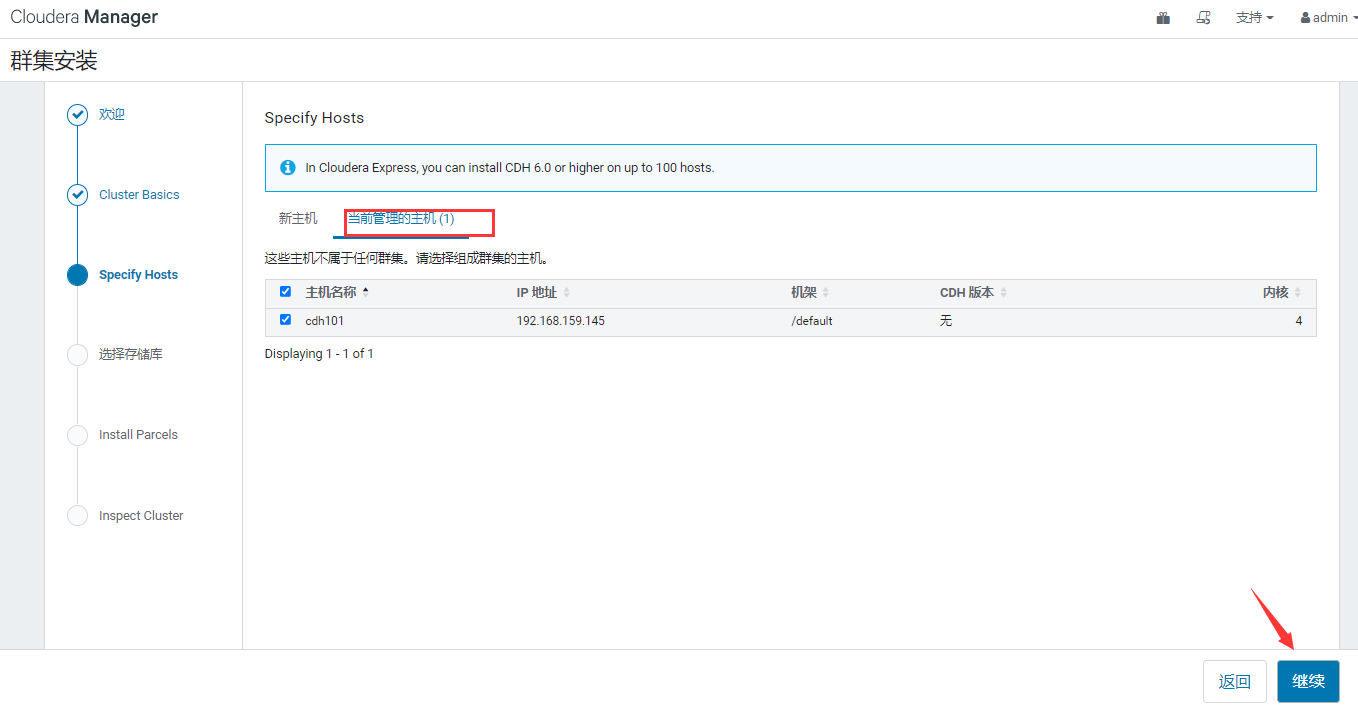 Cloudera Manager
支持
admin
群集安装
欢迎
Cluster Basics
Specify Hosts
选择存储库
Install Parcels
Inspect Cluster
Specify Hosts
In Cloudera Express, you can install CDH 6.0 or higher on up to 100 hosts.
新主机 当前管理的主机 (1)
这些主机不属于任何群集。请选择组成群集的主机。
主机名称 IP 地址 机架 CDH 版本 内核
cdh101 192.168.159.145 /default 无 4
Displaying 1 - 1 of 1
返回 继续